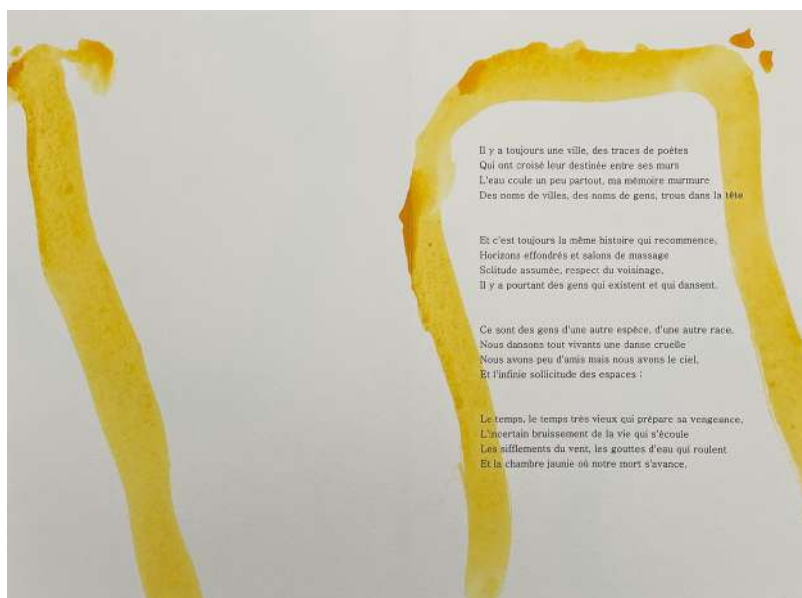 Il y a toujours une ville, des traces de poètes
Qui ont croisé leur destinée entre ses murs
L'eau coule un peu partout, ma mémoire murmure
Des noms de villes, des noms de gens, trous dans la tête
Et c'est toujours la même histoire qui recommence,
Horizons effondrés et salons de massage
Solitude assumée, respect du voisinage,
Il y a pourtant des gens qui existent et qui dansent.
Ce sont des gens d'une autre espèce, d'une autre race.
Nous dansons tout vivants une danse cruelle
Nous avons peu d'amis mais nous avons le ciel,
Et l'infinie sollicitude des espaces :
Le temps, le temps très vieux qui prépare sa vengeance,
L'incertain bruissement de la vie qui s'écoule
Les sifflements du vent, les gouttes d'eau qui roulent
Et la chambre jaunie où notre mort s'avance.